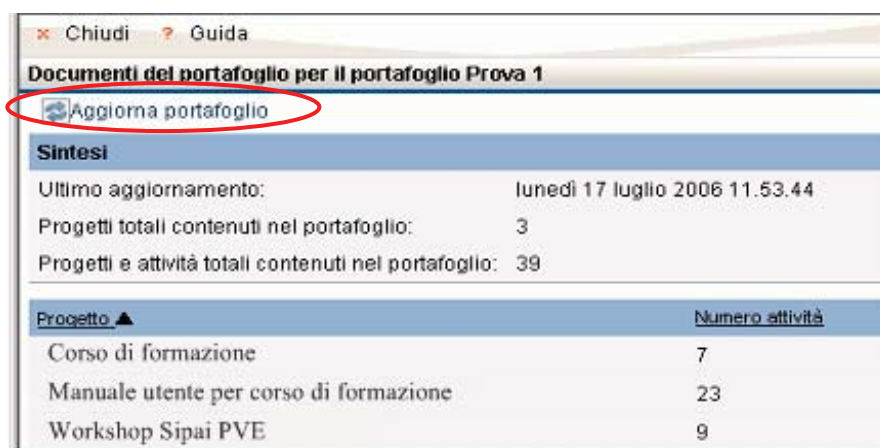 × Chiudi ? Guida
Documenti del portafoglio per il portafoglio Prova 1
Aggiorna portafoglio
Sintesi
Ultimo aggiornamento: lunedì 17 luglio 2006 11.53.44
Progetti totali contenuti nel portafoglio: 3
Progetti e attività totali contenuti nel portafoglio: 39
Progetto ▲ Numero attività
Corso di formazione 7
Manuale utente per corso di formazione 23
Workshop Sipai PVE 9